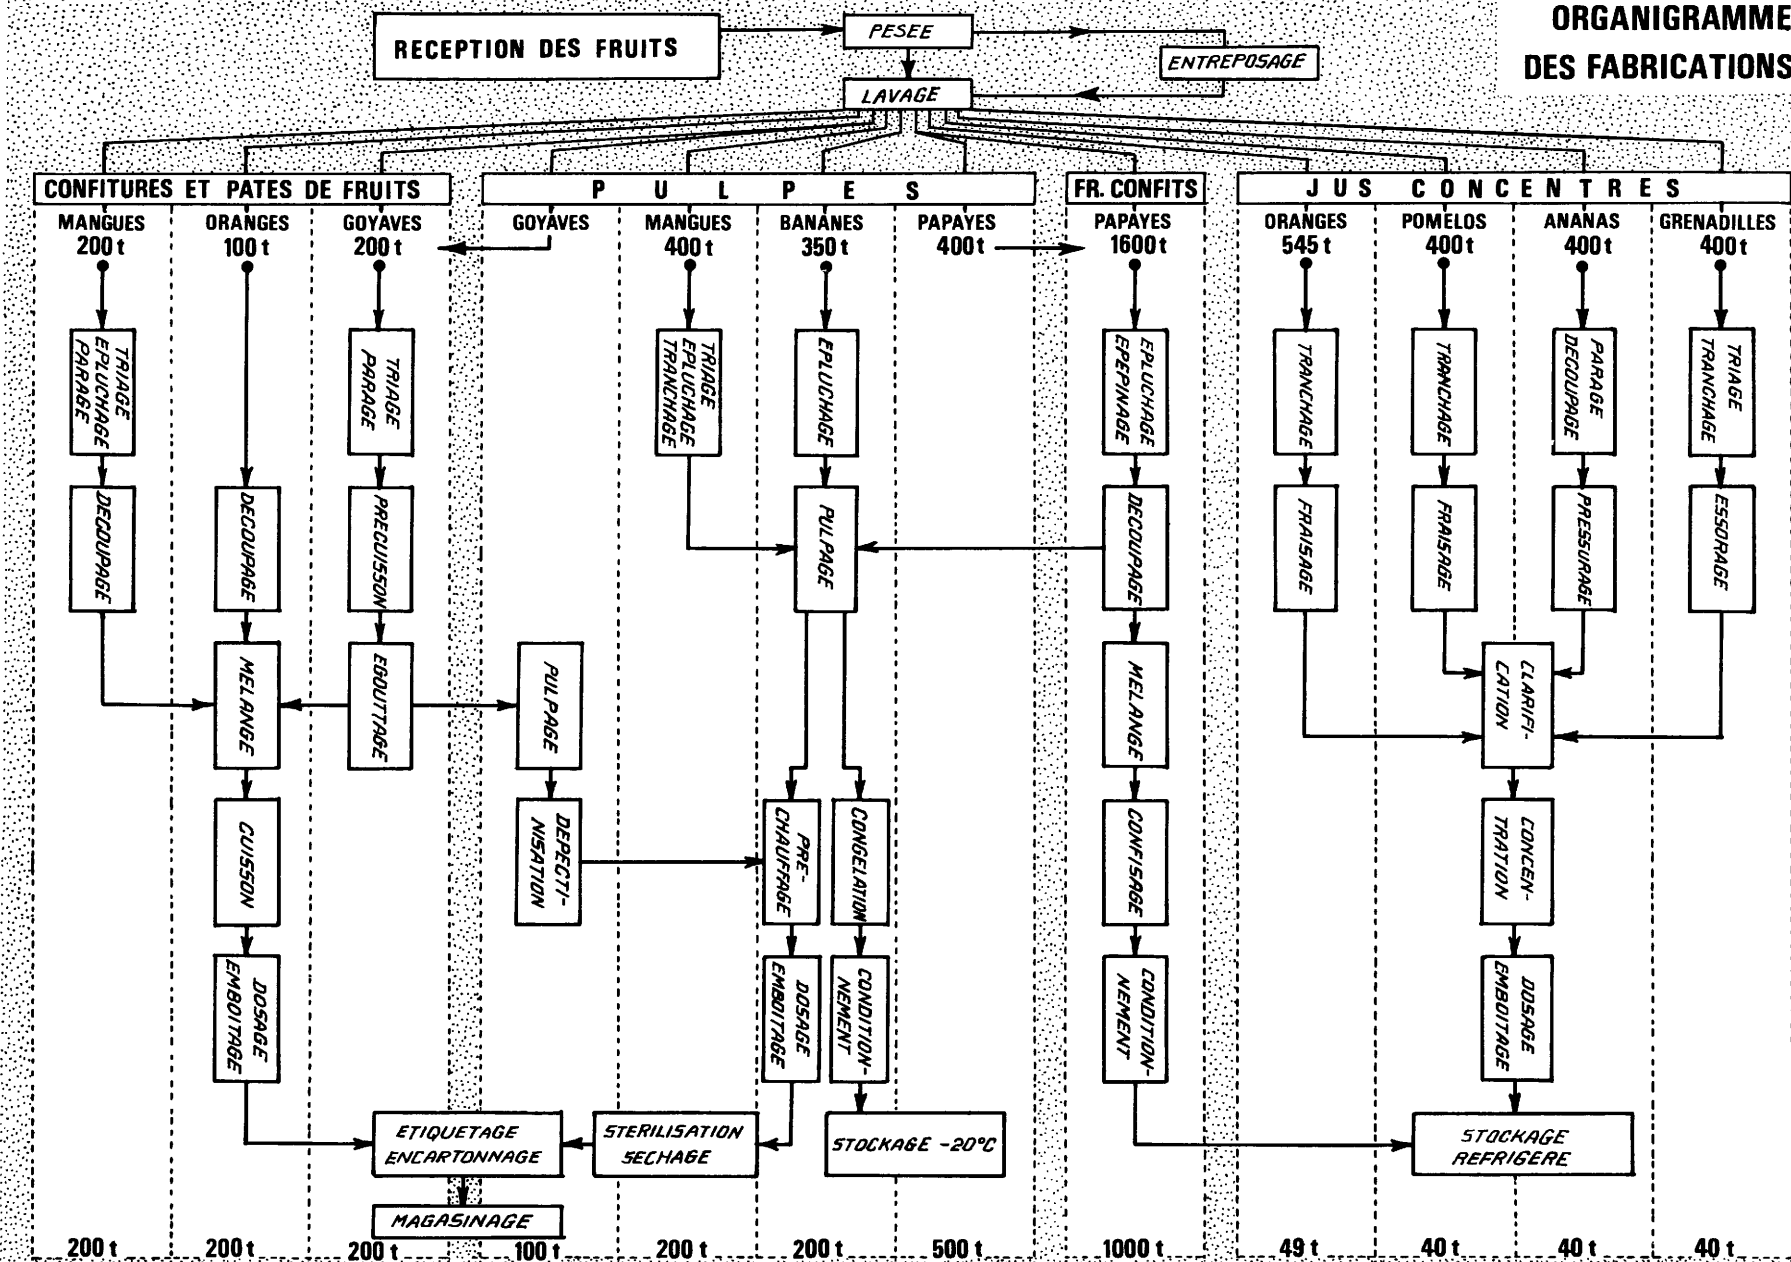 ORGANIGRAMME
DES FABRICATIONS
RECEPTION DES FRUITS
PESEE
ENTREPOSAGE
LAVAGE
CONFITURES ET PATES DE FRUITS
PULPES
FR. CONFITS
JUS CONCENTRES
MANGUES
200 t
ORANGES
100 t
GOYAVES
200 t
GOYAVES
MANGUES
400 t
BANANES
350 t
PAPAYES
400 t
PAPAYES
1600 t
ORANGES
545 t
POMELOS
400 t
ANANAS
400 t
GRENADILLES
400 t
TRIAGE
EPLUCHAGE
PARAGE
TRIAGE
PARAGE
TRIAGE
EPLUCHAGE
TRANCHAGE
EPLUICHAGE
EPLUCHAGE
EPEPINAGE
TRANCHAGE
TRANCHAGE
PARAGE
DECOUPAGE
TRIAGE
TRANCHAGE
DECOUPAGE
DECOUPAGE
PRECUISSON
PULPAGE
DECOUPAGE
FRAISAGE
FRAISAGE
PRESSURAGE
ESSORAGE
MELANGE
EGOUTTAGE
PULPAGE
MELANGE
CLARIFI-
CATION
CUISSON
DEPECTI-
NISATION
PRE-
CHAUFFAGE
CONGELATION
CONFISAGE
CONCEN-
TRATION
DOSAGE
EMBOITAGE
DOSAGE
EMBOITAGE
CONDITION-
NEMENT
CONDITION-
NEMENT
DOSAGE
EMBOITAGE
ETIQUETAGE
ENCARTONNAGE
STERILISATION
SECHAGE
STOCKAGE -20°C
STOCKAGE
REFRIGERE
MAGASINAGE
200 t
200 t
200 t
100 t
200 t
200 t
500 t
1000 t
49 t
40 t
40 t
40 t